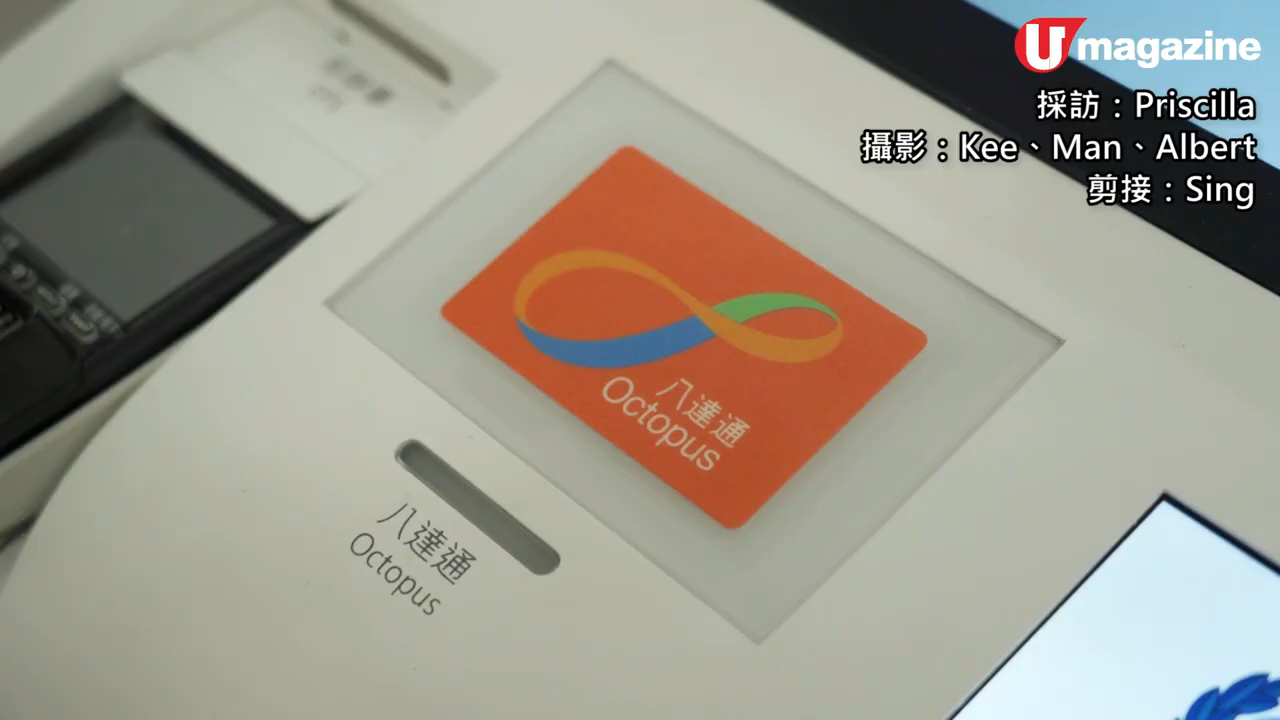 U magazine
採訪：Priscilla
攝影：Kee、Man、Albert
剪接：Sing
八達通
Octopus
八達通
Octopus